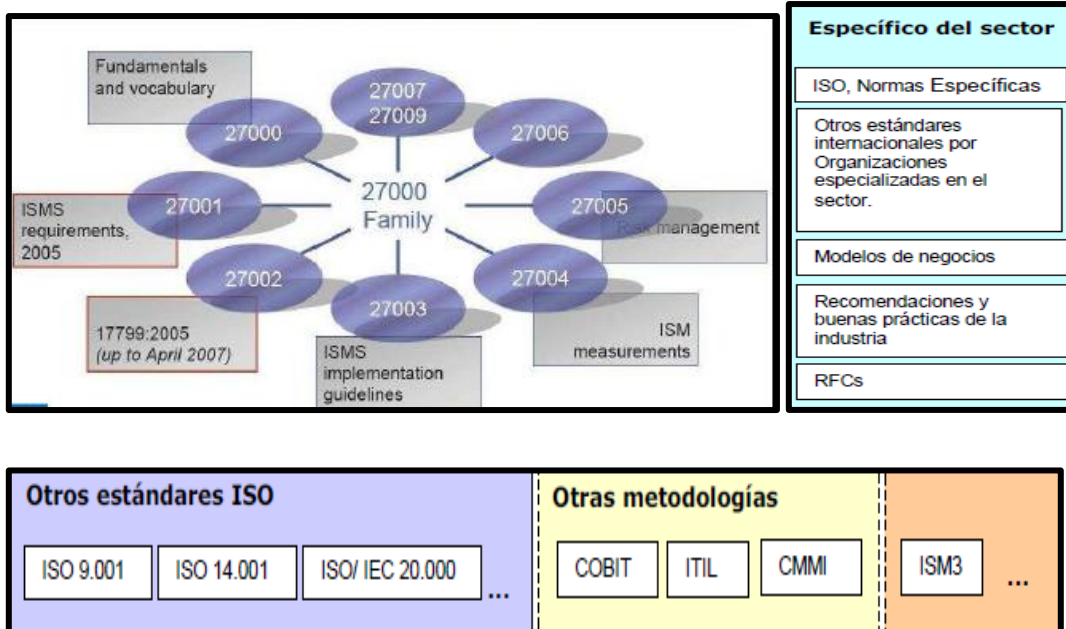 Fundamentals
and vocabulary
27000
27007
27009
27006
27001
ISMS
requirements,
2005
27000
Family
27005
Risk management
27002
17799:2005
(up to April 2007)
27003
ISMS
implementation
guidelines
27004
ISM
measurements
Específico del sector
ISO, Normas Específicas
Otros estándares
internacionales por
Organizaciones
especializadas en el
sector.
Modelos de negocios
Recomendaciones y
buenas prácticas de la
industria
RFCs
Otros estándares ISO
ISO 9.001
ISO 14.001
ISO/ IEC 20.000
...
Otras metodologías
COBIT
ITIL
CMMI
ISM3
...